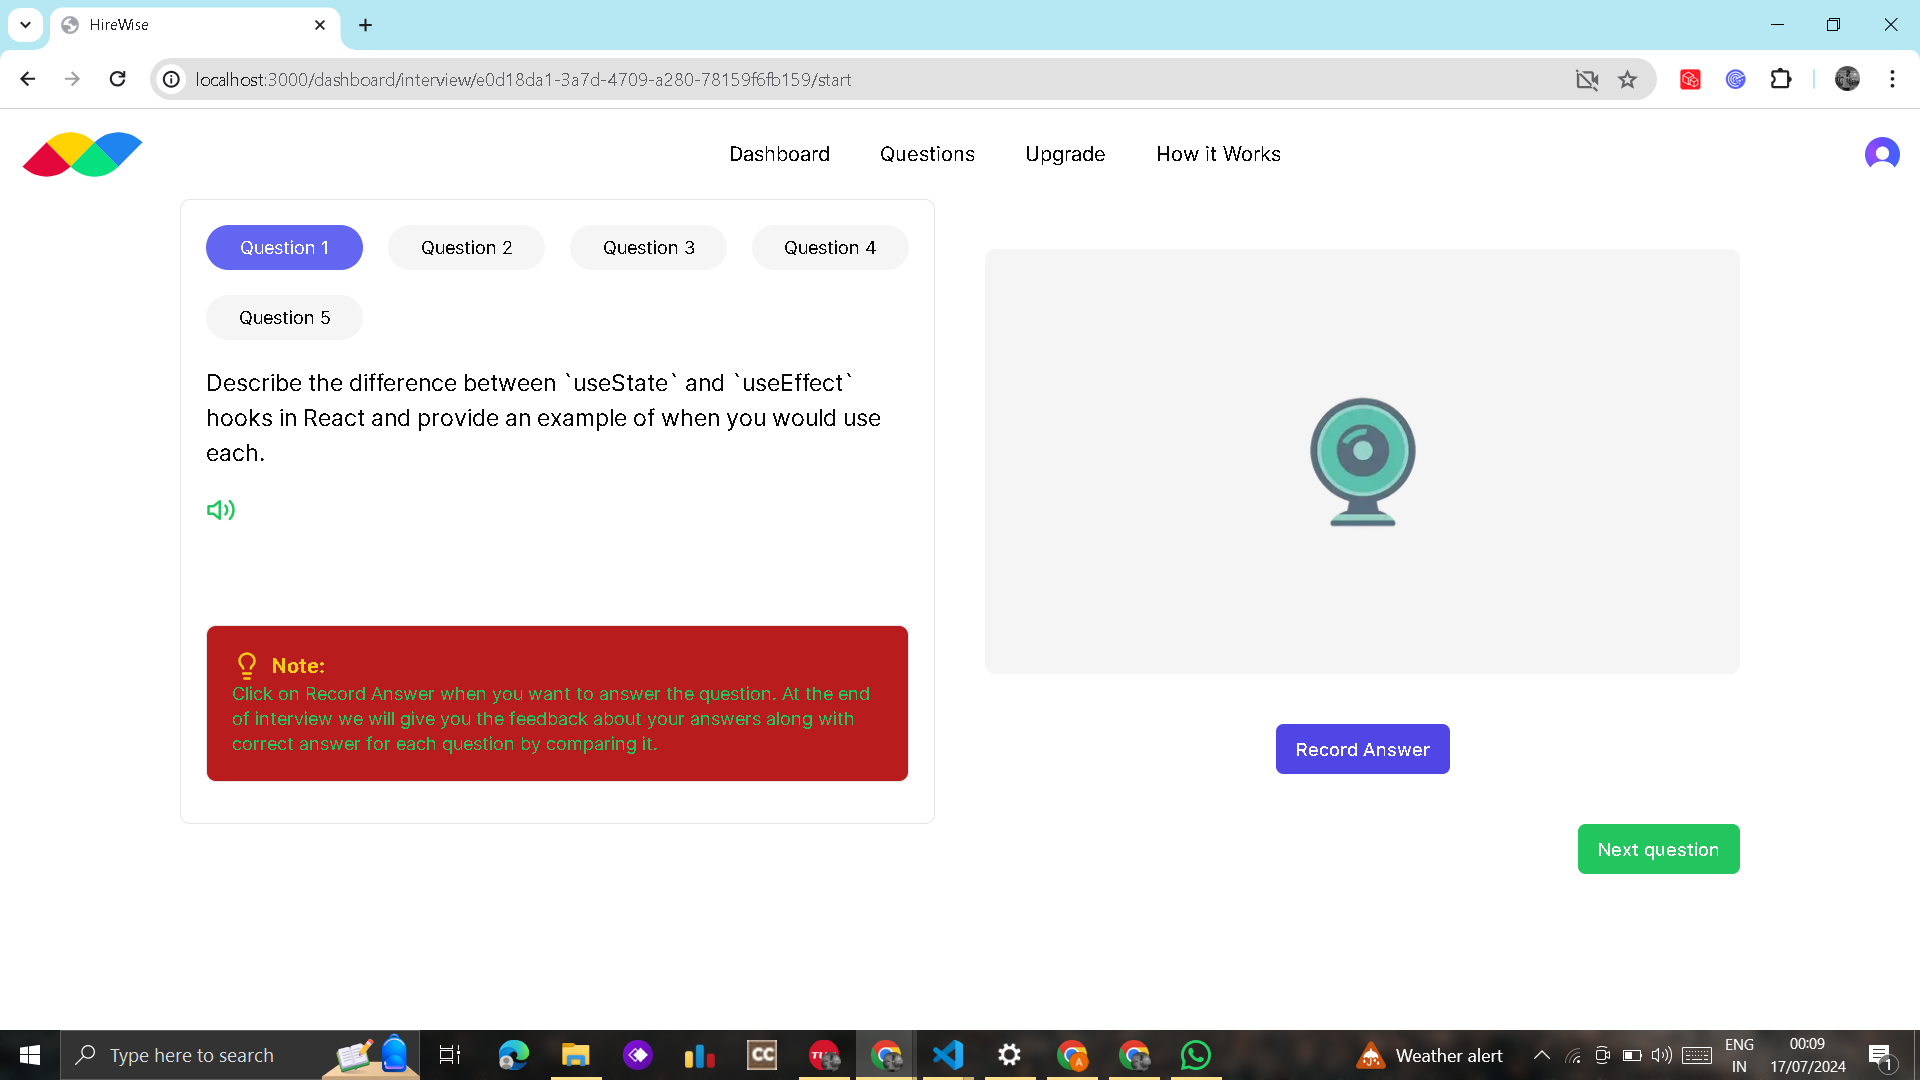 HireWise
localhost:3000/dashboard/interview/e0d18da1-3a7d-4709-a280-78159f6fb159/start
Dashboard Questions Upgrade How it Works
Question 1 Question 2 Question 3 Question 4
Question 5
Describe the difference between `useState` and `useEffect`
hooks in React and provide an example of when you would use
each.
Note:
Click on Record Answer when you want to answer the question. At the end
of interview we will give you the feedback about your answers along with
correct answer for each question by comparing it.
Record Answer
Next question
Type here to search
CC
A
Weather alert
ENG
IN
00:09
17/07/2024
1